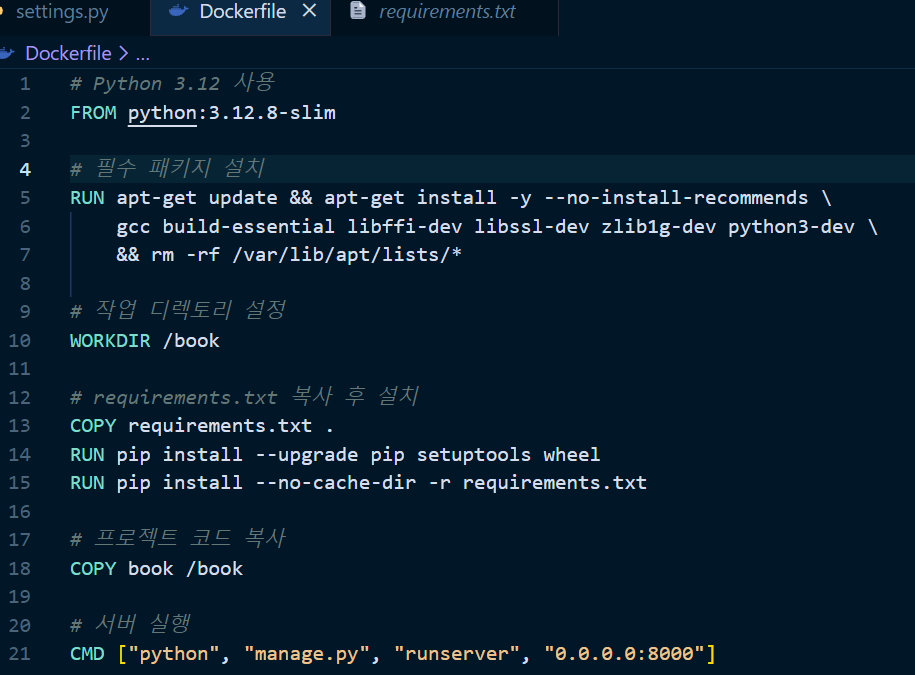 settings.py Dockerfile requirements.txt
Dockerfile > ...
1 # Python 3.12 사용
2 FROM python:3.12.8-slim
3
4 # 필수 패키지 설치
5 RUN apt-get update && apt-get install -y --no-install-recommends \
6 gcc build-essential libffi-dev libssl-dev zlib1g-dev python3-dev \
7 && rm -rf /var/lib/apt/lists/*
8
9 # 작업 디렉토리 설정
10 WORKDIR /book
11
12 # requirements.txt 복사 후 설치
13 COPY requirements.txt .
14 RUN pip install --upgrade pip setuptools wheel
15 RUN pip install --no-cache-dir -r requirements.txt
16
17 # 프로젝트 코드 복사
18 COPY book /book
19
20 # 서버 실행
21 CMD ["python", "manage.py", "runserver", "0.0.0.0:8000"]